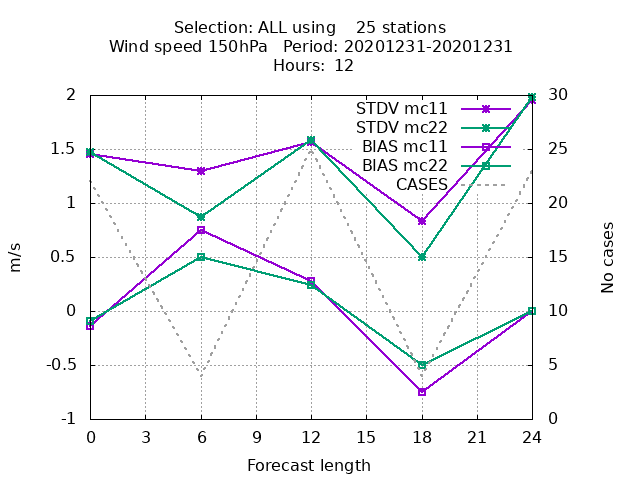 Selection: ALL using    25 stations
Wind speed 150hPa   Period: 20201231-20201231
Hours:  12
STDV mc11
STDV mc22
BIAS mc11
BIAS mc22
CASES
2
1.5
1
0.5
0
-0.5
-1
m/s
30
25
20
15
10
5
0
No cases
0 3 6 9 12 15 18 21 24
Forecast length